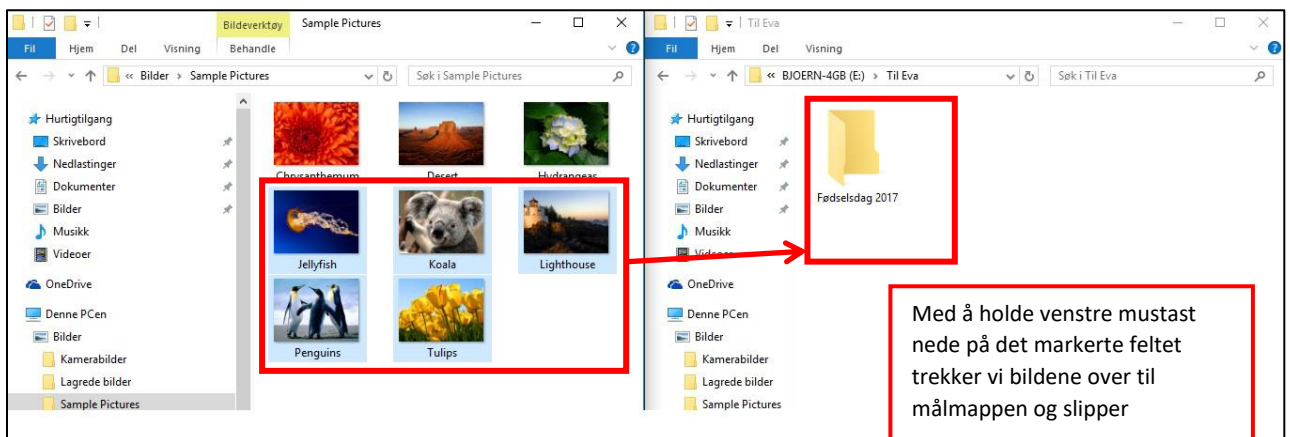 Bildeverktøy Sample Pictures
Fil Hjem Del Visning Behandle
« Bilder › Sample Pictures
Søk i Sample Pictures
Hurtigtilgang
Skrivebord
Nedlastinger
Dokumenter
Bilder
Musikk
Videoer
OneDrive
Denne PCen
Bilder
Kamerabilder
Lagrede bilder
Sample Pictures
Chrysanthemum Desert Hydrangeas
Jellyfish Koala Lighthouse
Penguins Tulips
Til Eva
Fil Hjem Del Visning
« BJOERN-4GB (E:) › Til Eva
Søk i Til Eva
Hurtigtilgang
Skrivebord
Nedlastinger
Dokumenter
Bilder
Musikk
Videoer
OneDrive
Denne PCen
Bilder
Kamerabilder
Lagrede bilder
Sample Pictures
Fødselsdag 2017
Med å holde venstre mustast
nede på det markerte feltet
trekker vi bildene over til
målmappen og slipper